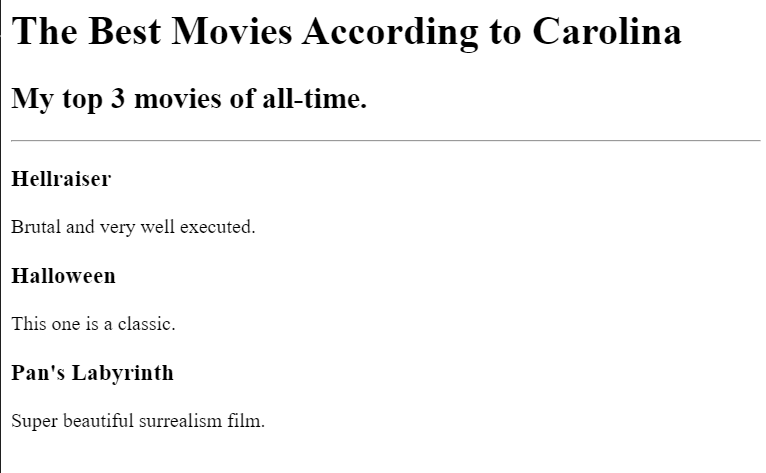 The Best Movies According to Carolina
My top 3 movies of all-time.
Hellraiser
Brutal and very well executed.
Halloween
This one is a classic.
Pan's Labyrinth
Super beautiful surrealism film.